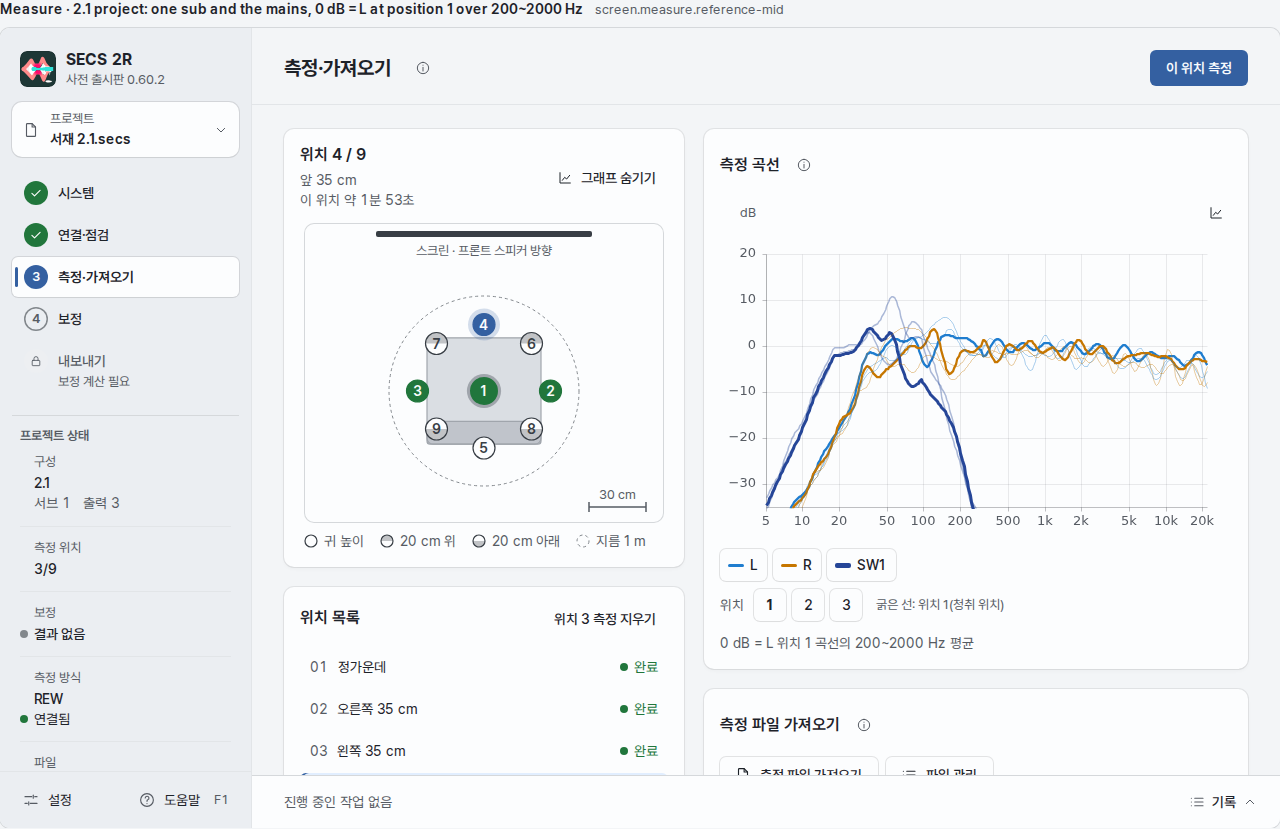 Measure · 2.1 project: one sub and the mains, 0 dB = L at position 1 over 200~2000 Hz screen.measure.reference-mid
SECS 2R
사전 출시판 0.60.2
프로젝트
서재 2.1.secs
시스템
연결·점검
3 측정·가져오기
4 보정
내보내기
보정 계산 필요
프로젝트 상태
구성
2.1
서브 1 출력 3
측정 위치
3/9
보정
결과 없음
측정 방식
REW
연결됨
파일
설정 도움말 F1
측정·가져오기
이 위치 측정
위치 4 / 9
앞 35 cm
이 위치 약 1분 53초
그래프 숨기기
스크린 · 프론트 스피커 방향
4
7 6
3 1 2
9 8
5
30 cm
귀 높이 20 cm 위 20 cm 아래 지름 1 m
위치 목록
위치 3 측정 지우기
01 정가운데 완료
02 오른쪽 35 cm 완료
03 왼쪽 35 cm 완료
측정 곡선
dB
20
10
0
−10
−20
−30
5 10 20 50 100 200 500 1k 2k 5k 10k 20k
L R SW1
위치 1 2 3 굵은 선: 위치 1(청취 위치)
0 dB = L 위치 1 곡선의 200~2000 Hz 평균
측정 파일 가져오기
측정 파일 가져오기 파일 관리
진행 중인 작업 없음
기록